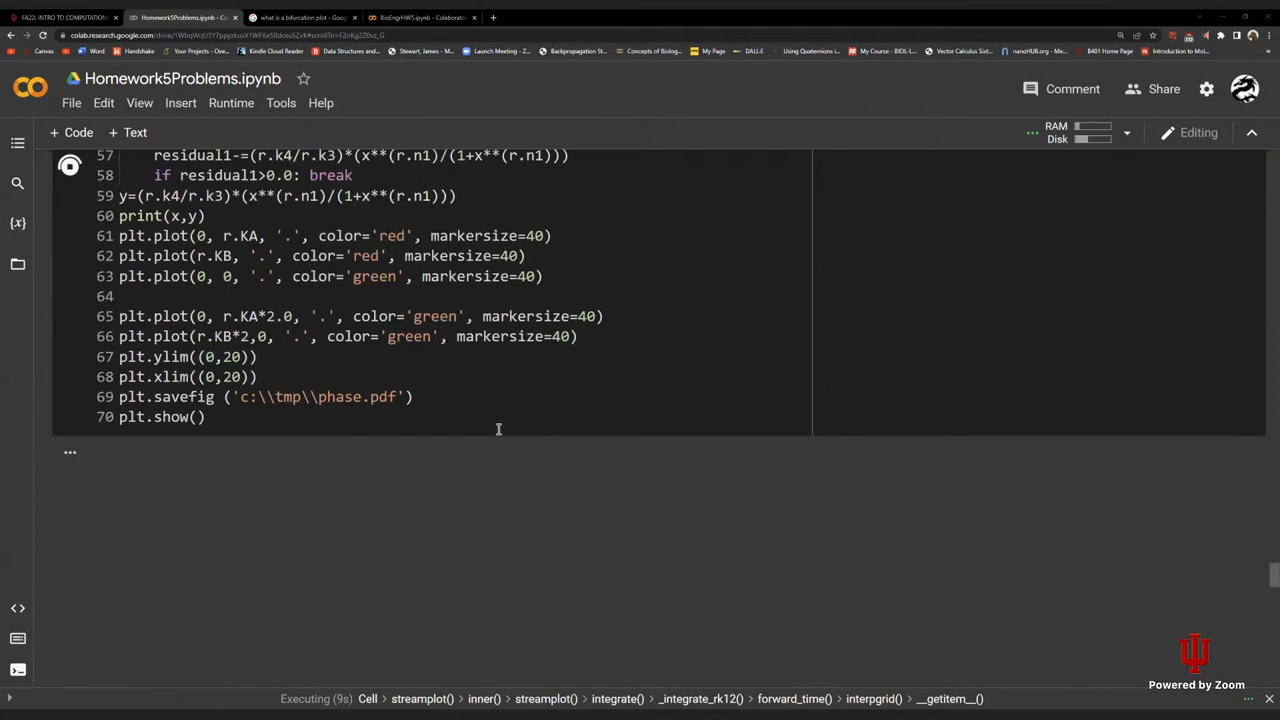 FA22: INTRO TO COMPUTATION
Homework5Problems.ipynb - Co
what is a bifurcation plot - Goog
BioEngrHW5.ipynb - Colaborato
colab.research.google.com/drive/
Canvas
Word
Handshake
Property of Ignite...
Kindle Cloud Reader
Data Structures and...
Stewart, James - M...
Launch Meeting - Z...
Backpropagation St...
Concepts of Biolog...
My Page
DALL·E
Using Quaternions i...
My Course - BIOL-L...
Vector Calculus Sixt...
nanoHUB.org - Me...
B401 Home Page
Introduction to Mol...
Homework5Problems.ipynb
Comment
Share
File Edit View Insert Runtime Tools Help
+ Code + Text
RAM
Disk
Editing
57 residual1-=(r.k4/r.k3)*(x**(r.n1)/(1+x**(r.n1)))
58 if residual1>0.0: break
59 y=(r.k4/r.k3)*(x**(r.n1)/(1+x**(r.n1)))
60 print(x,y)
61 plt.plot(0, r.KA, '.', color='red', markersize=40)
62 plt.plot(r.KB, '.', color='red', markersize=40)
63 plt.plot(0, 0, '.', color='green', markersize=40)
64
65 plt.plot(0, r.KA*2.0, '.', color='green', markersize=40)
66 plt.plot(r.KB*2,0, '.', color='green', markersize=40)
67 plt.ylim((0,20))
68 plt.xlim((0,20))
69 plt.savefig ('c:\\tmp\\phase.pdf')
70 plt.show()
...
{x}
Powered by Zoom
Executing (9s) Cell > streamplot() > inner() > streamplot() > integrate() > _integrate_rk12() > forward_time() > interpgrid() > __getitem__()